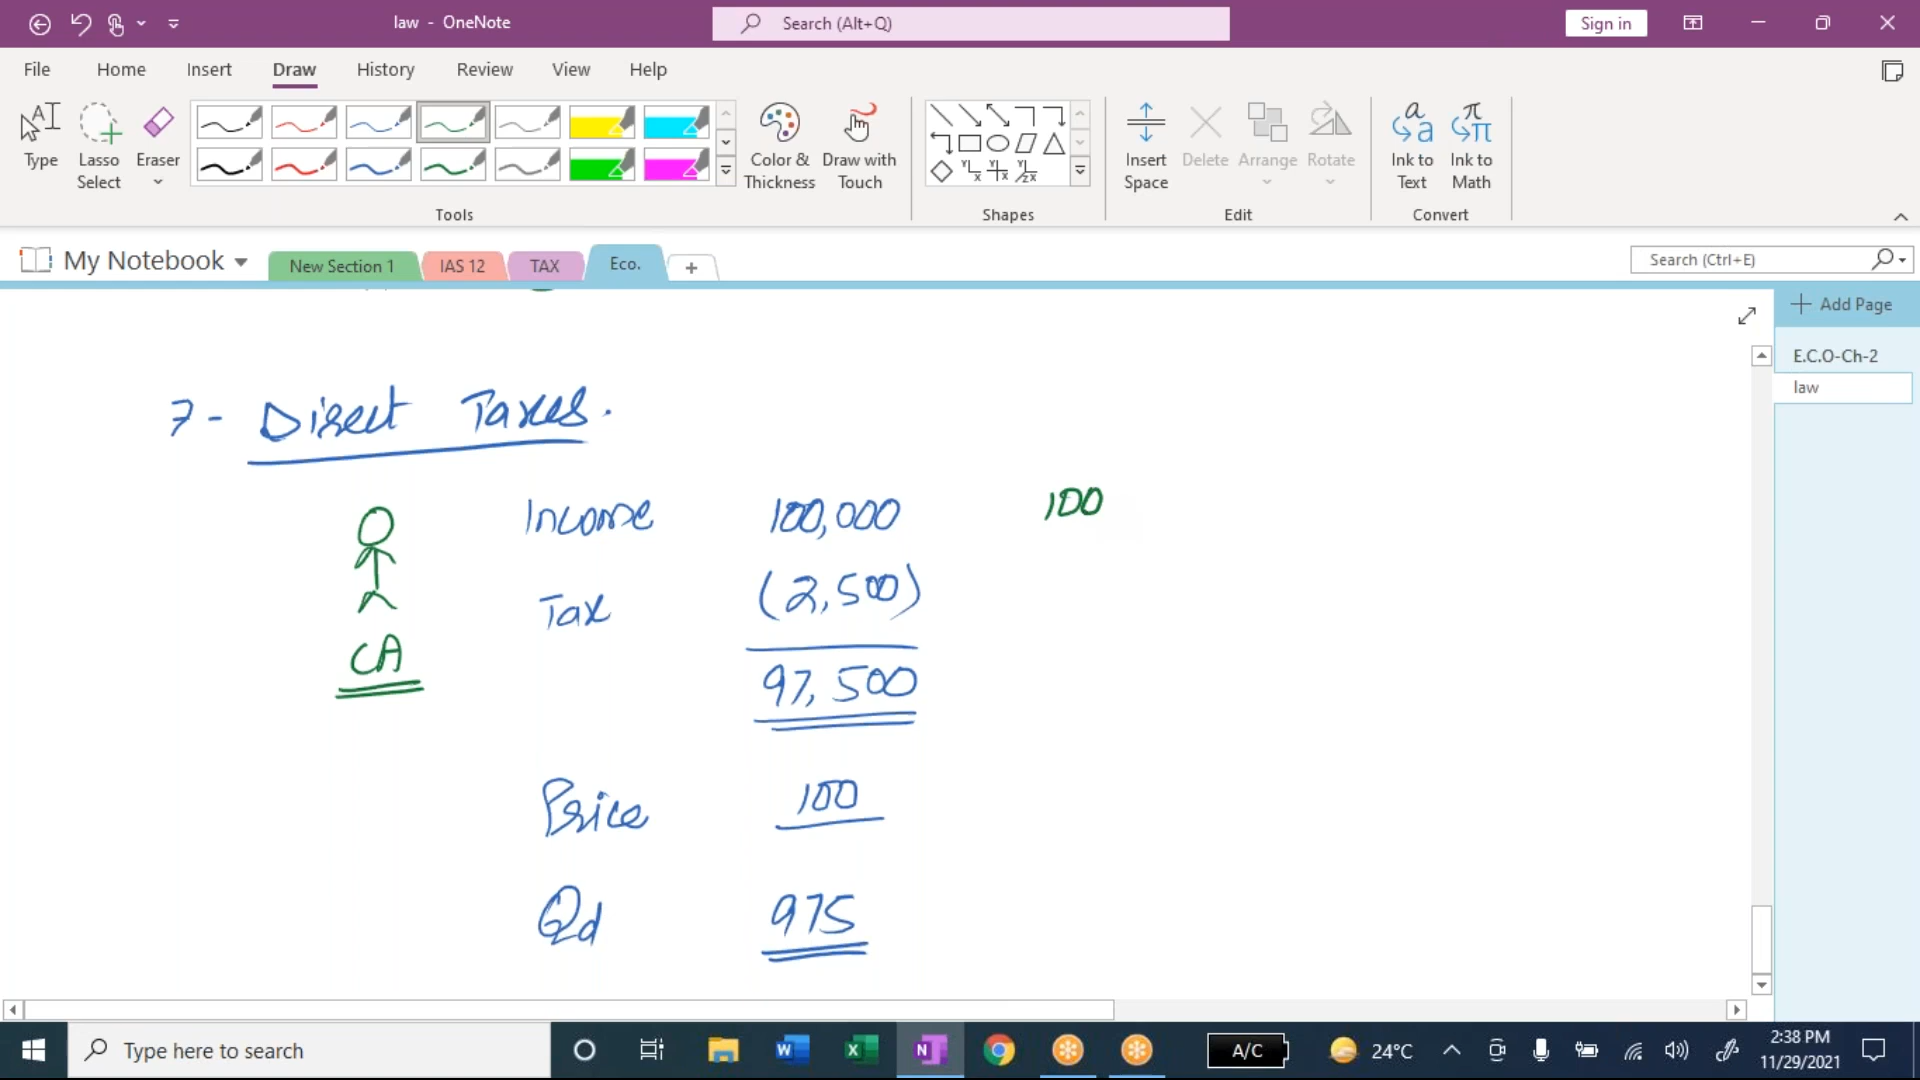 law - OneNote
Search (Alt+Q)
Sign in
File Home Insert Draw History Review View Help
Type
Lasso Select
Eraser
Color & Thickness
Draw with Touch
Insert Space
Delete
Arrange
Rotate
Ink to Text
Ink to Math
Tools
Shapes
Edit
Convert
My Notebook
New Section 1
IAS 12
TAX
Eco.
Search (Ctrl+E)
Add Page
E.C.O-Ch-2
law
7- Direct Taxes.
Income 100,000 100
Tax (2,500)
CA
97,500
Price 100
Qd 975
Type here to search
A/C
24°C
2:38 PM
11/29/2021